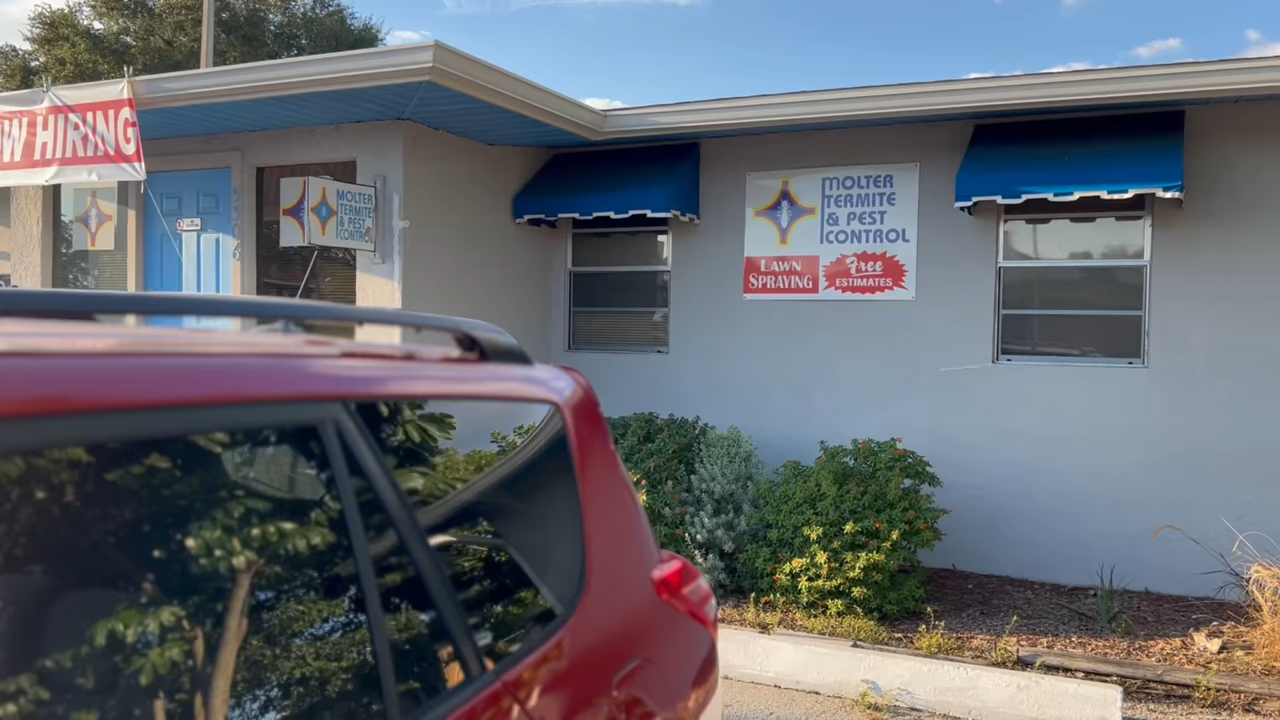 W HIRING
MOLTER
TERMITE
& PEST
CONTROL
MOLTER
TERMITE
& PEST
CONTROL
LAWN
SPRAYING
Free
ESTIMATES